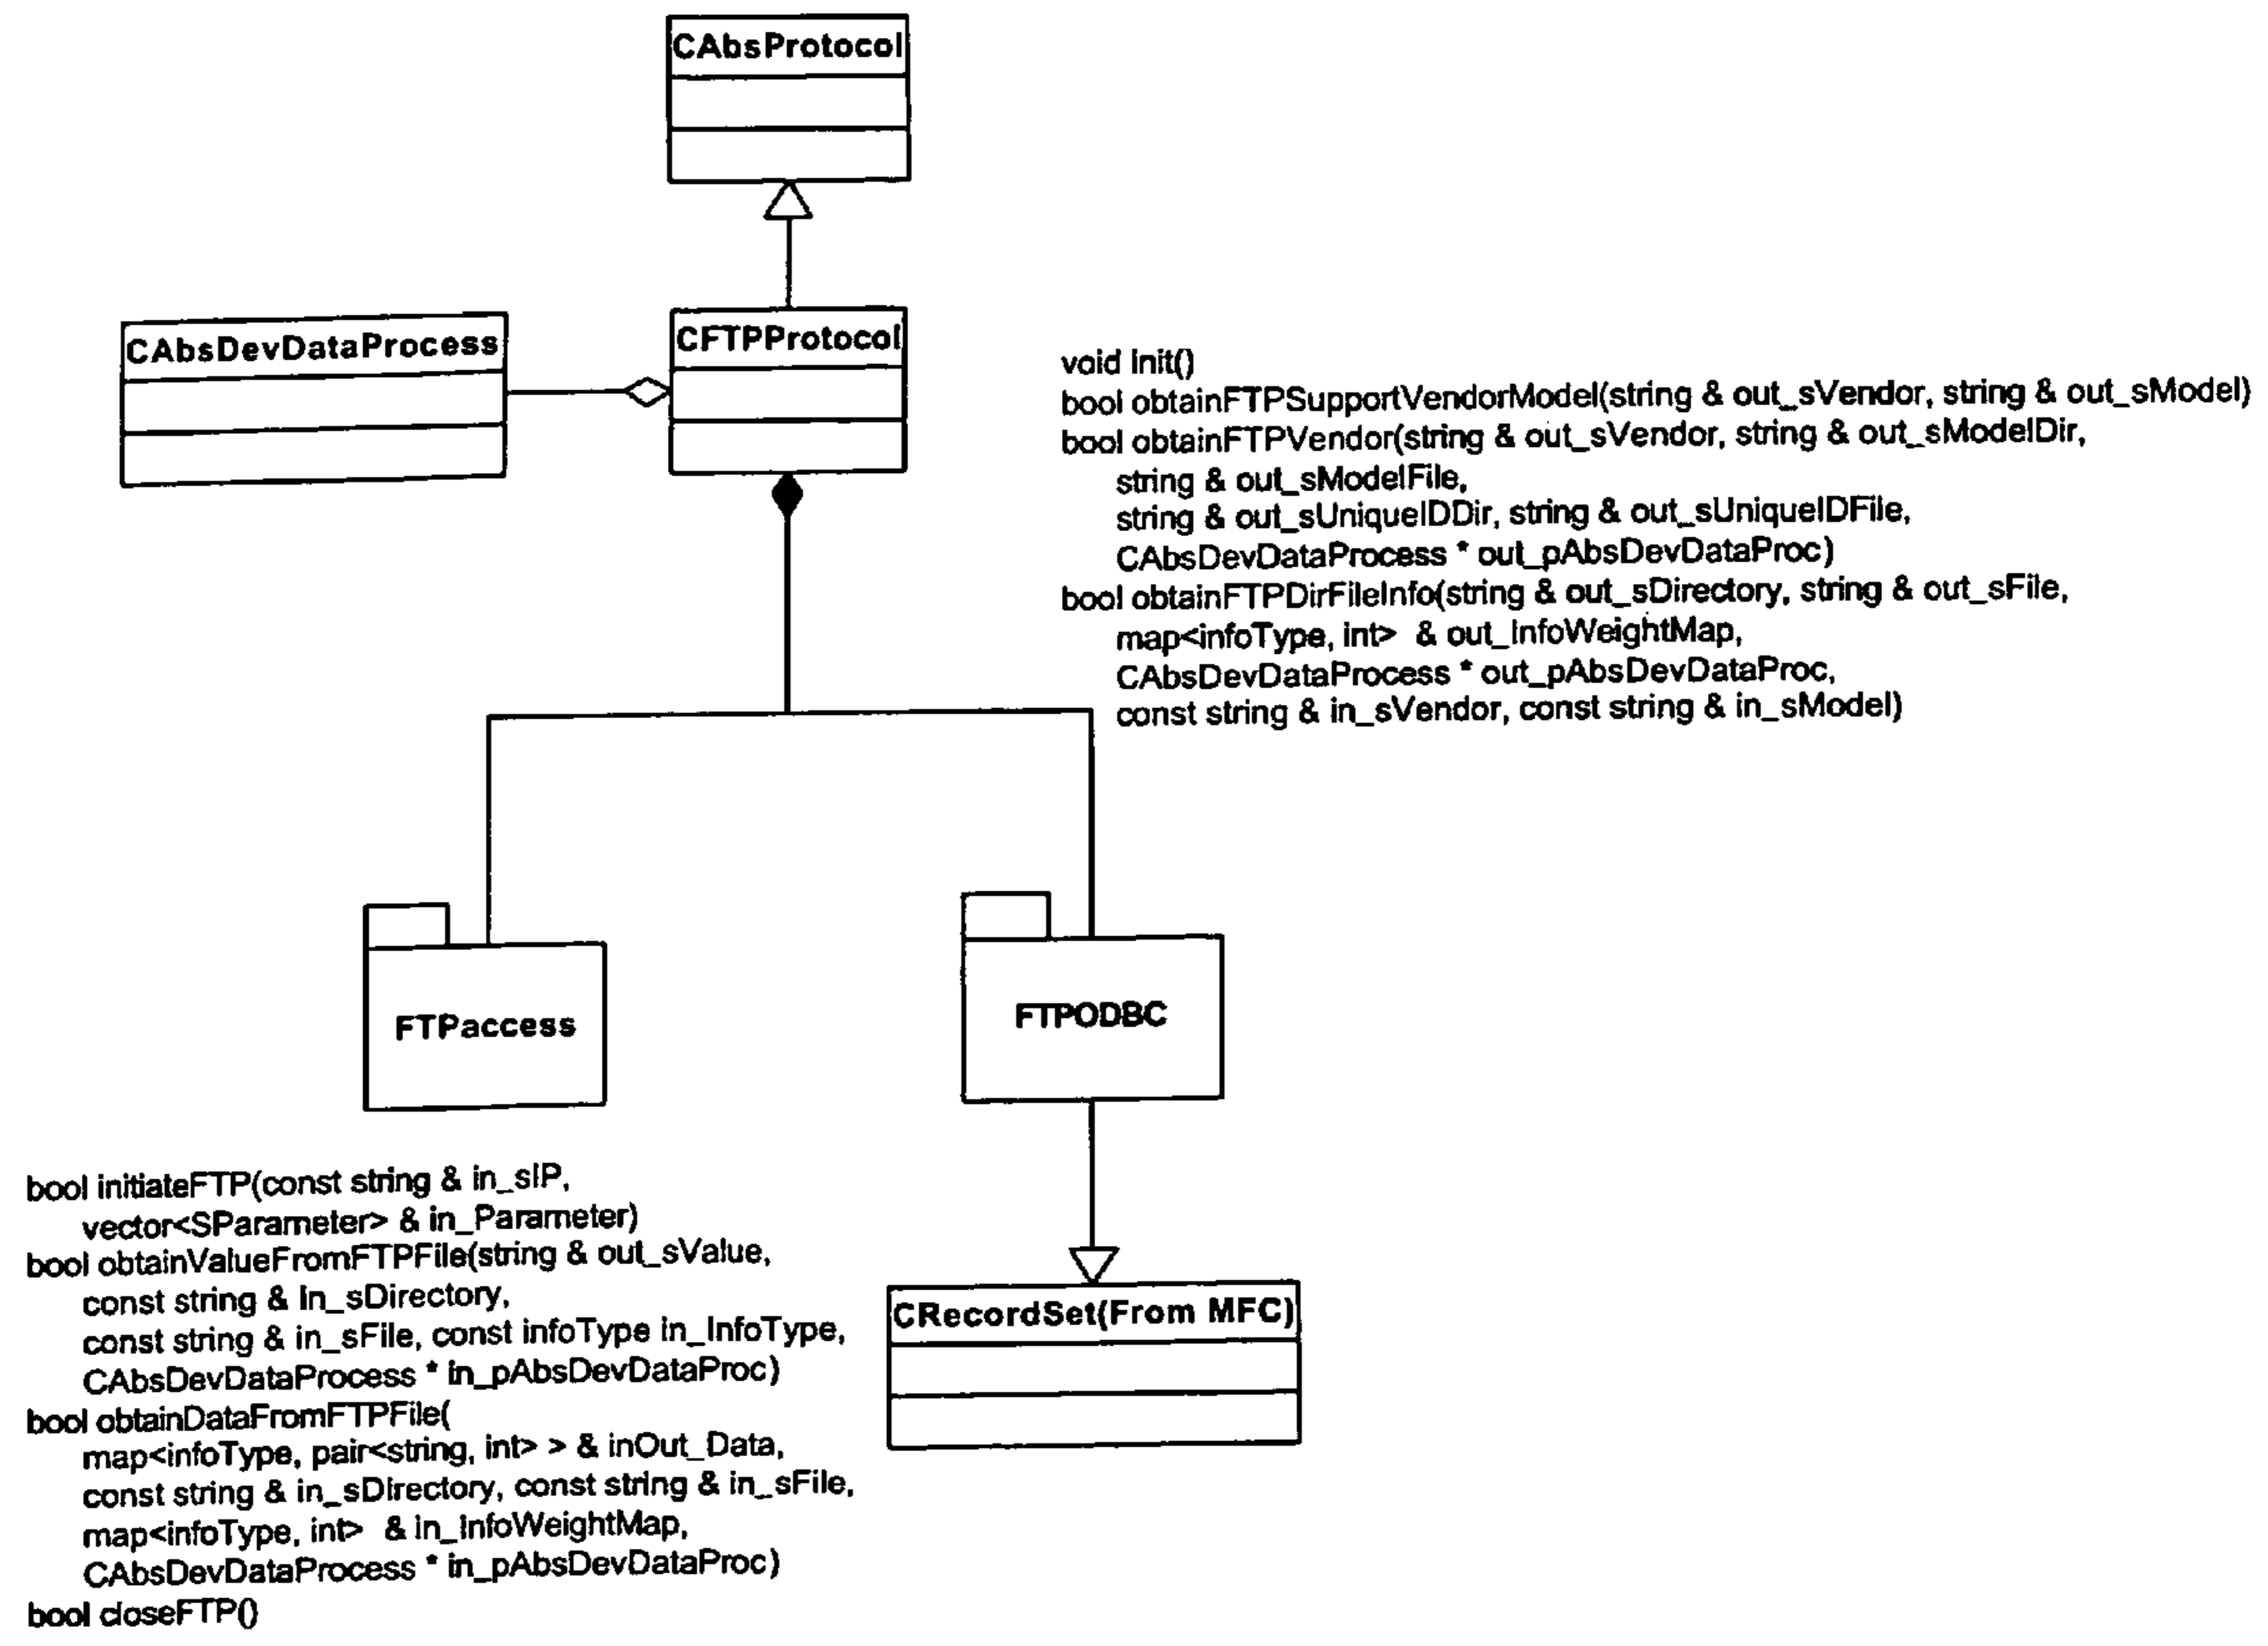 CAbsProtocol
CAbsDevDataProcess
CFTPProtocol
void Init()
bool obtainFTPSupportVendorModel(string & out_sVendor, string & out_sModel)
bool obtainFTPVendor(string & out_sVendor, string & out_sModelDir,
string & out_sModelFile,
string & out_sUniqueIDDir, string & out_sUniqueIDFile,
CAbsDevDataProcess * out_pAbsDevDataProc)
bool obtainFTPDirFileInfo(string & out_sDirectory, string & out_sFile,
map<infoType, int> & out_InfoWeightMap,
CAbsDevDataProcess * out_pAbsDevDataProc,
const string & in_sVendor, const string & in_sModel)
FTPaccess
FTPODBC
bool initiateFTP(const string & in_sIP,
vector<SParameter> & in_Parameter)
bool obtainValueFromFTPFile(string & out_sValue,
const string & in_sDirectory,
const string & in_sFile, const infoType in_InfoType,
CAbsDevDataProcess * in_pAbsDevDataProc)
bool obtainDataFromFTPFile(
map<infoType, pair<string, int> > & inOut_Data,
const string & in_sDirectory, const string & in_sFile,
map<infoType, int> & in_InfoWeightMap,
CAbsDevDataProcess * in_pAbsDevDataProc)
bool closeFTP()
CRecordSet(From MFC)